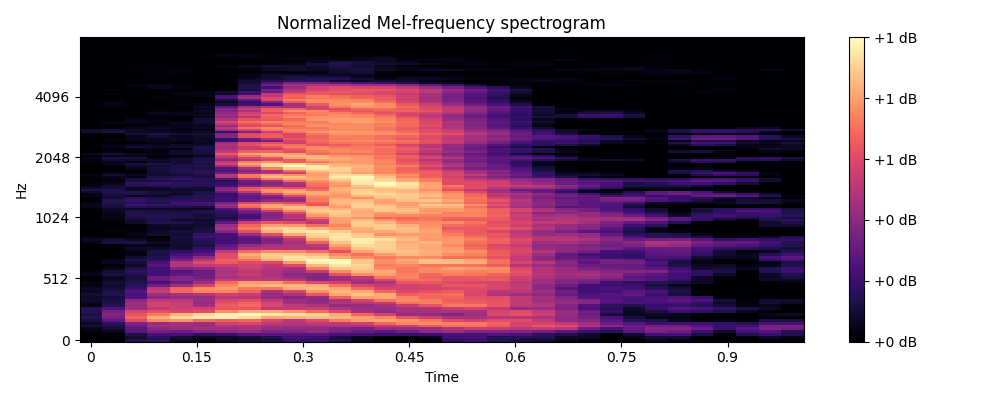 Normalized Mel-frequency spectrogram
Hz
4096
2048
1024
512
0
0 0.15 0.3 0.45 0.6 0.75 0.9
Time
+1 dB
+1 dB
+1 dB
+0 dB
+0 dB
+0 dB